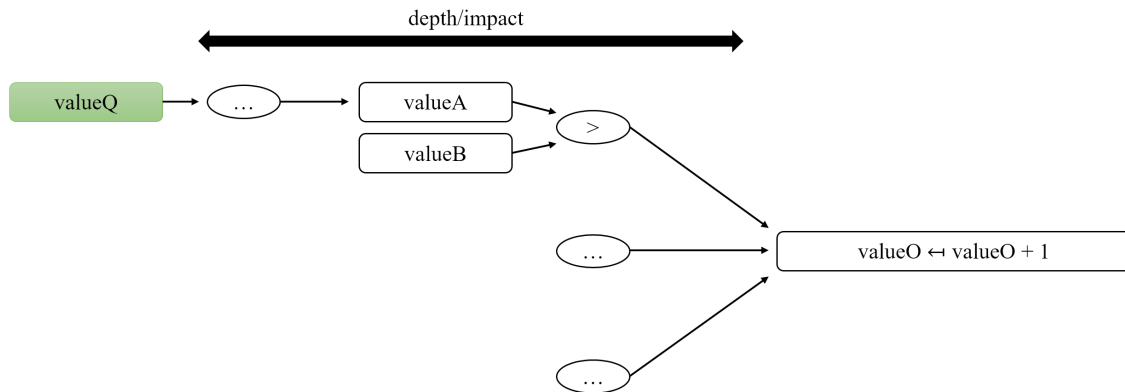 depth/impact
valueQ
...
valueA
>
valueB
...
valueO ↤ valueO + 1
...